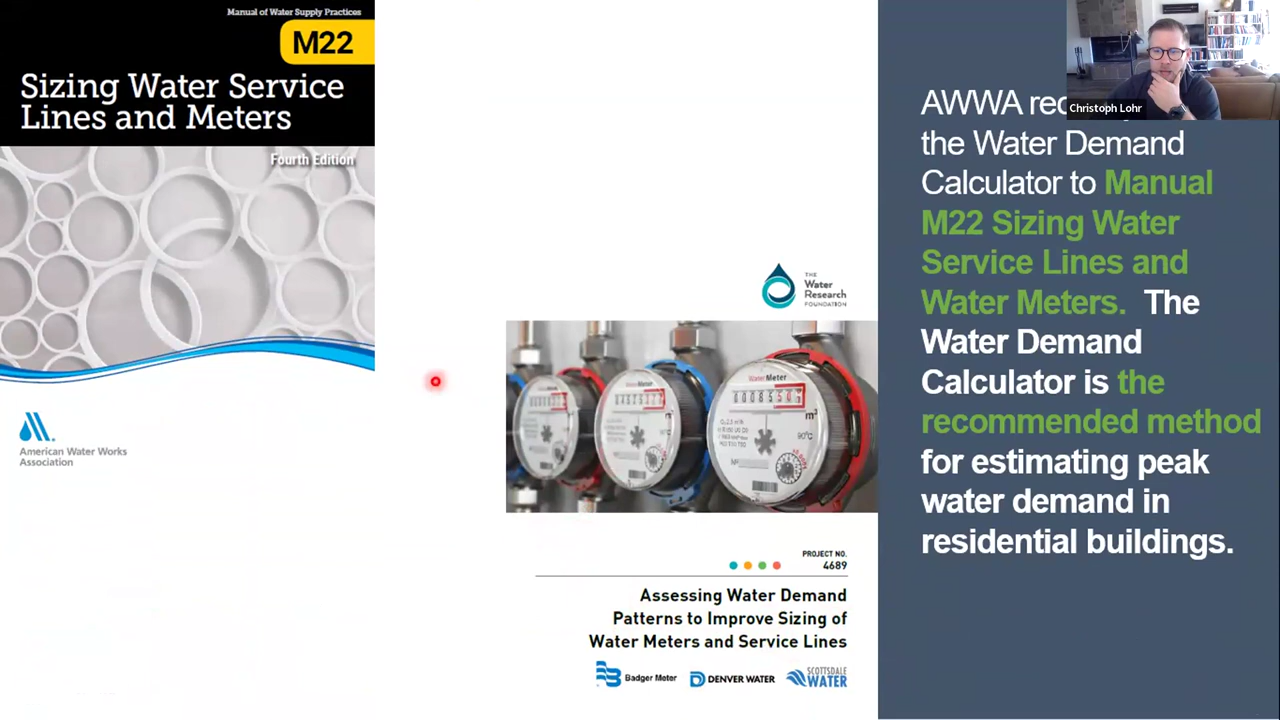 Manual of Water Supply Practices
M22
Sizing Water Service
Lines and Meters
Fourth Edition
American Water Works
Association
THE
Water
Research
FOUNDATION
WaterMeter
m³
90°C
PROJECT NO.
4689
Assessing Water Demand
Patterns to Improve Sizing of
Water Meters and Service Lines
Badger Meter
DENVER WATER
SCOTTSDALE
WATER
Christoph Lohr
AWWA
the Water Demand
Calculator to Manual
M22 Sizing Water
Service Lines and
Water Meters. The
Water Demand
Calculator is the
recommended method
for estimating peak
water demand in
residential buildings.